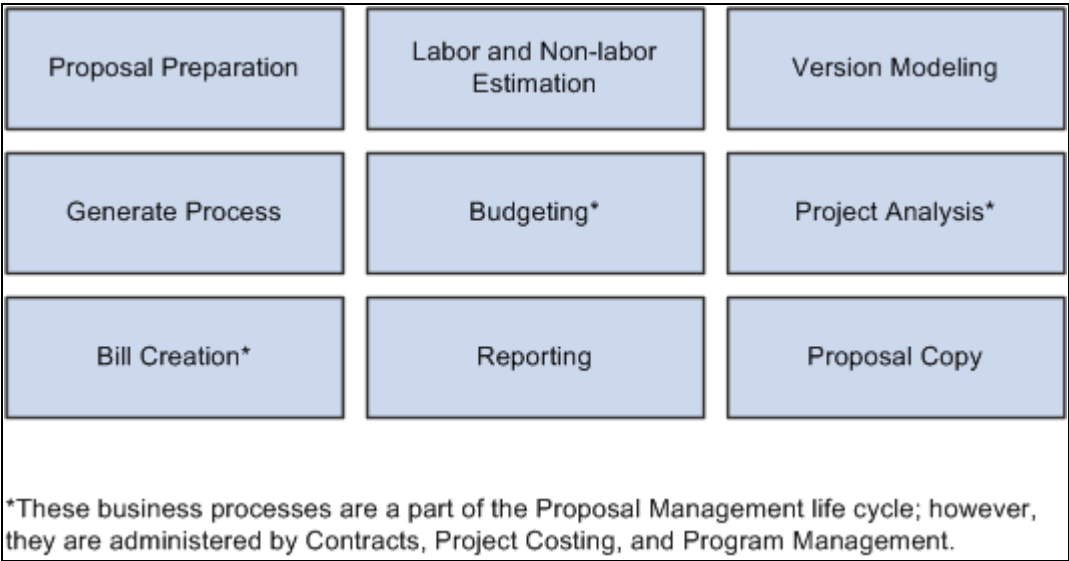 Proposal Preparation
Labor and Non-labor
Estimation
Version Modeling
Generate Process
Budgeting*
Project Analysis*
Bill Creation*
Reporting
Proposal Copy
*These business processes are a part of the Proposal Management life cycle; however,
they are administered by Contracts, Project Costing, and Program Management.